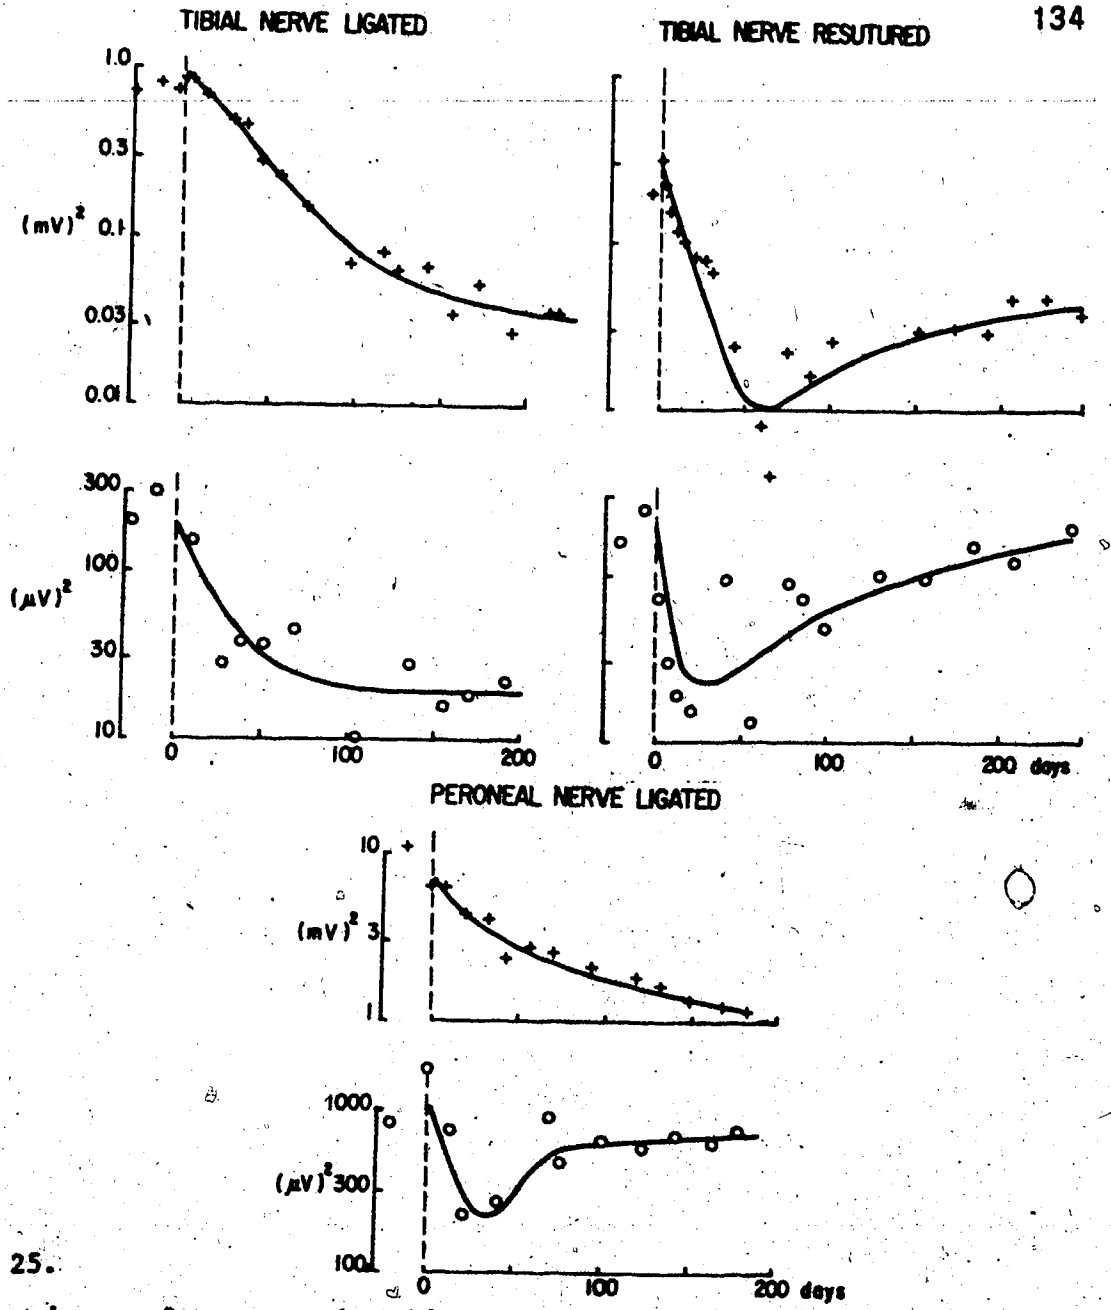 134
TIBIAL NERVE LIGATED
TIBIAL NERVE RESUTURED
1.0
0.3
(mV)²
0.1
0.03
0.01
300
100
(μV)²
30
10
0 100 200
0 100 200 days
PERONEAL NERVE LIGATED
10
(mV)² 3
1
1000
(μV)² 300
100
0 100 200 days
25.